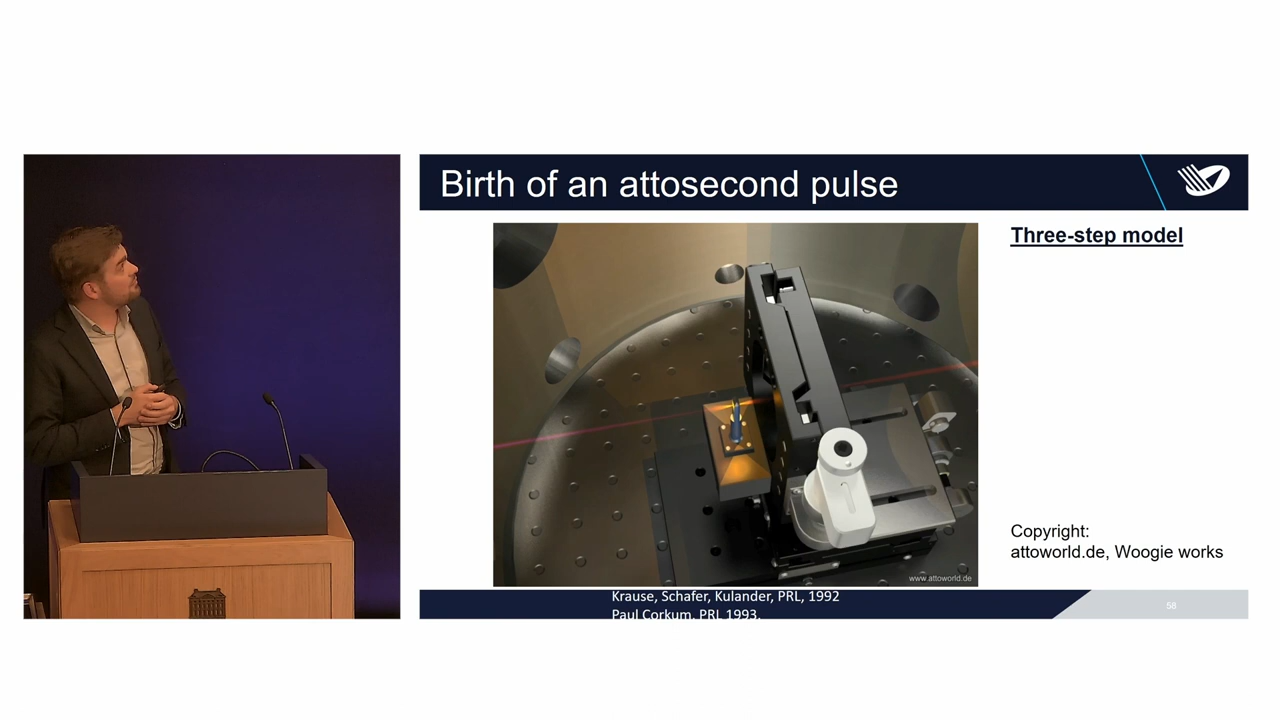 Birth of an attosecond pulse
Three-step model
Copyright:
attoworld.de, Woogie works
www.attoworld.de
Krause, Schafer, Kulander, PRL, 1992
Paul Corkum, PRL 1993.
58